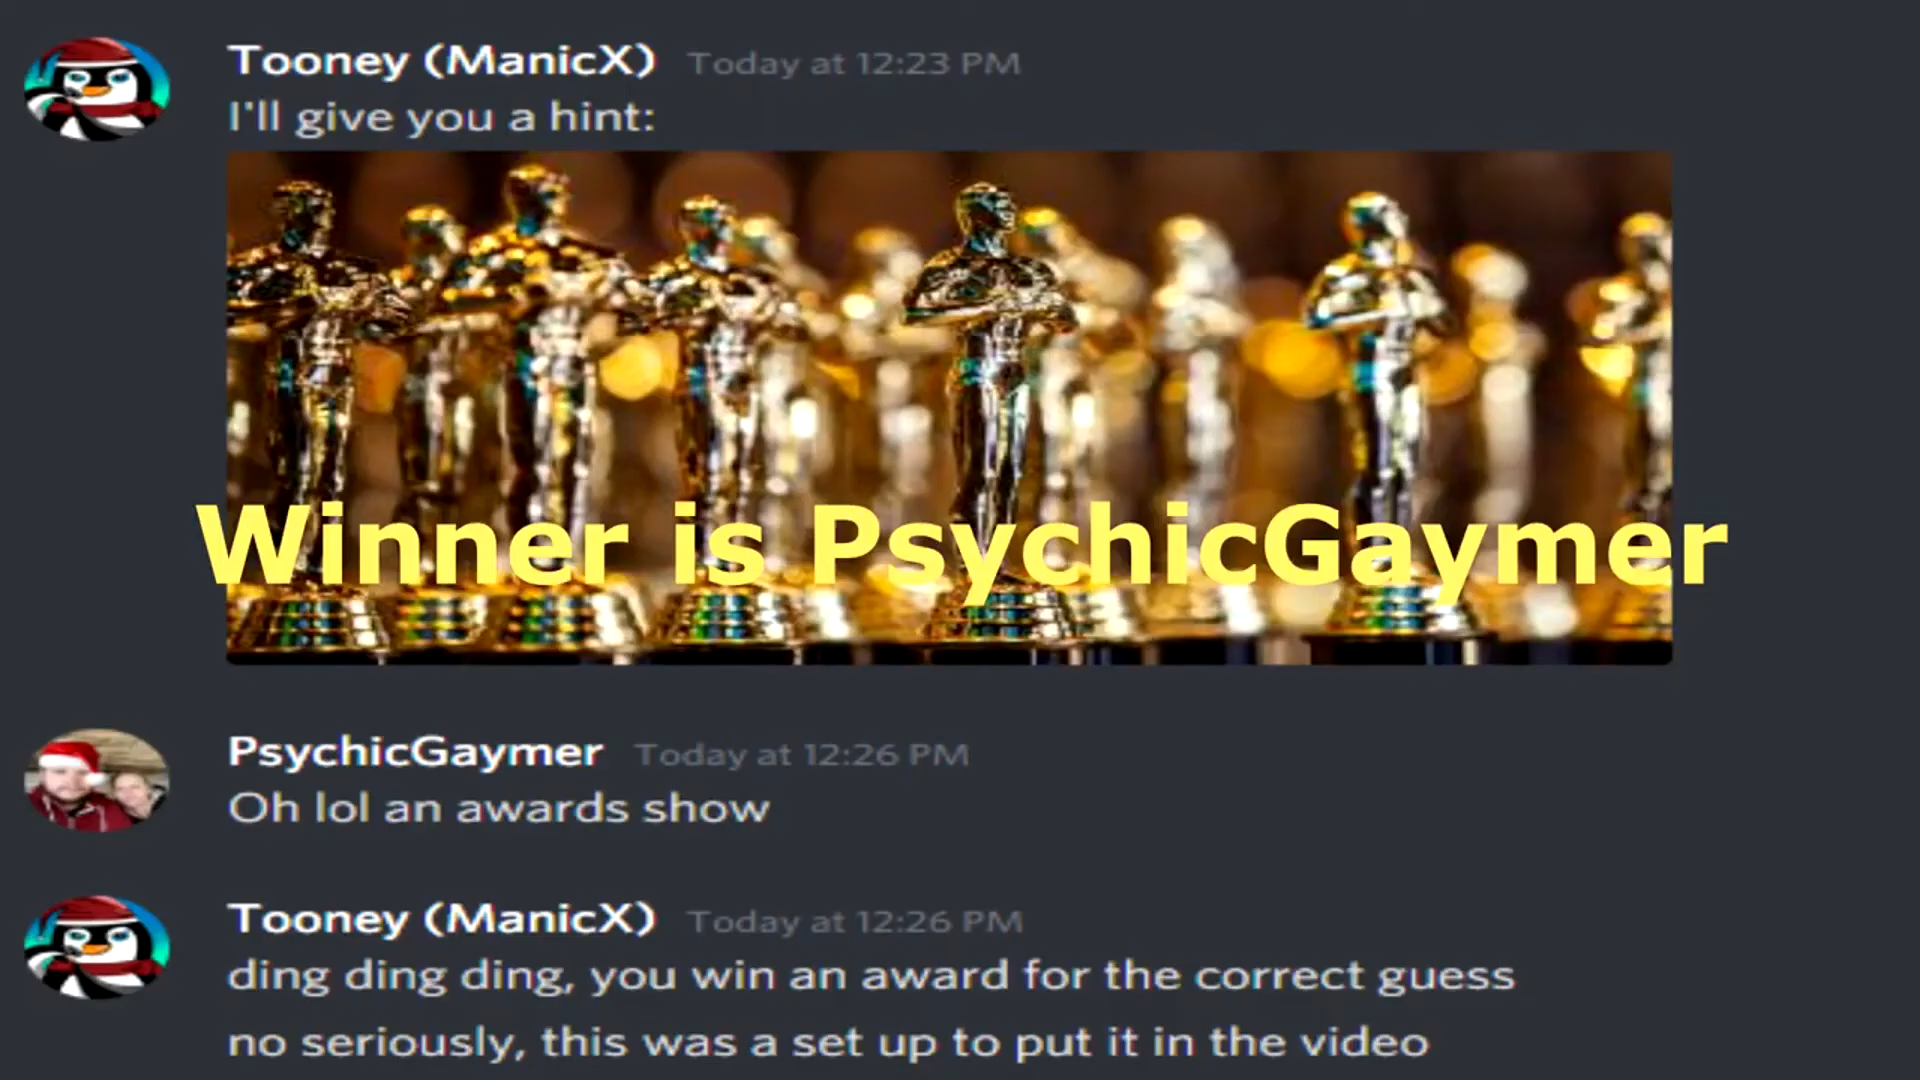 Tooney (ManicX) Today at 12:23 PM
I'll give you a hint:
Winner is PsychicGaymer
PsychicGaymer Today at 12:26 PM
Oh lol an awards show
Tooney (ManicX) Today at 12:26 PM
ding ding ding, you win an award for the correct guess
no seriously, this was a set up to put it in the video